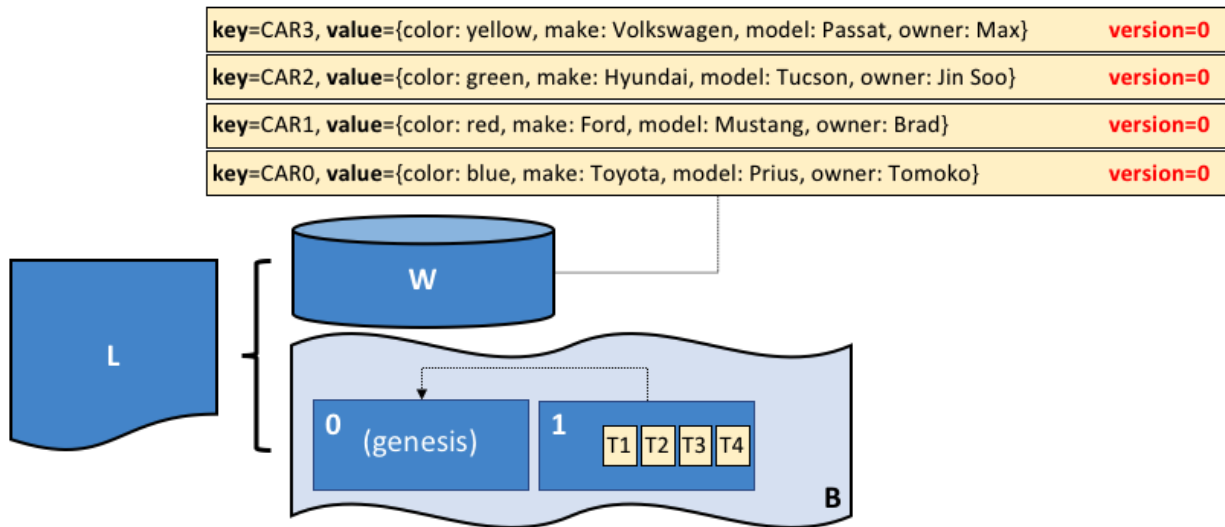 key=CAR3, value={color: yellow, make: Volkswagen, model: Passat, owner: Max} version=0
key=CAR2, value={color: green, make: Hyundai, model: Tucson, owner: Jin Soo} version=0
key=CAR1, value={color: red, make: Ford, model: Mustang, owner: Brad} version=0
key=CAR0, value={color: blue, make: Toyota, model: Prius, owner: Tomoko} version=0
W
L
0
(genesis)
1
T1 T2 T3 T4
B